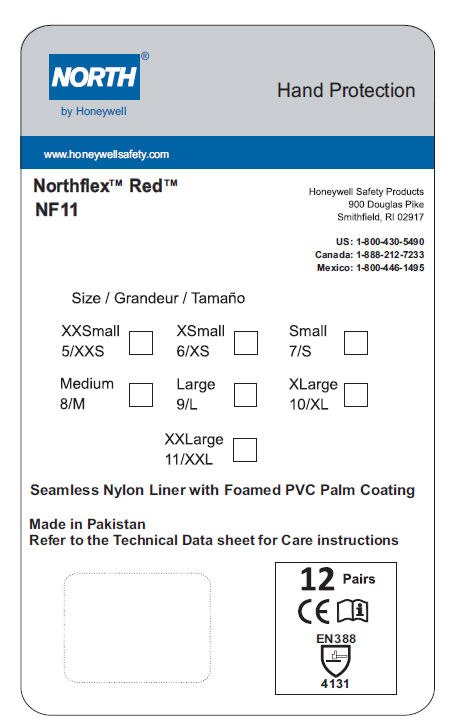 NORTH®
by Honeywell
Hand Protection
www.honeywellsafety.com
Northflex™ Red™
NF11
Honeywell Safety Products
900 Douglas Pike
Smithfield, RI 02917
US: 1-800-430-5490
Canada: 1-888-212-7233
Mexico: 1-800-446-1495
Size / Grandeur / Tamaño
XXSmall
5/XXS
XSmall
6/XS
Small
7/S
Medium
8/M
Large
9/L
XLarge
10/XL
XXLarge
11/XXL
Seamless Nylon Liner with Foamed PVC Palm Coating
Made in Pakistan
Refer to the Technical Data sheet for Care instructions
12 Pairs
CE
EN388
4131